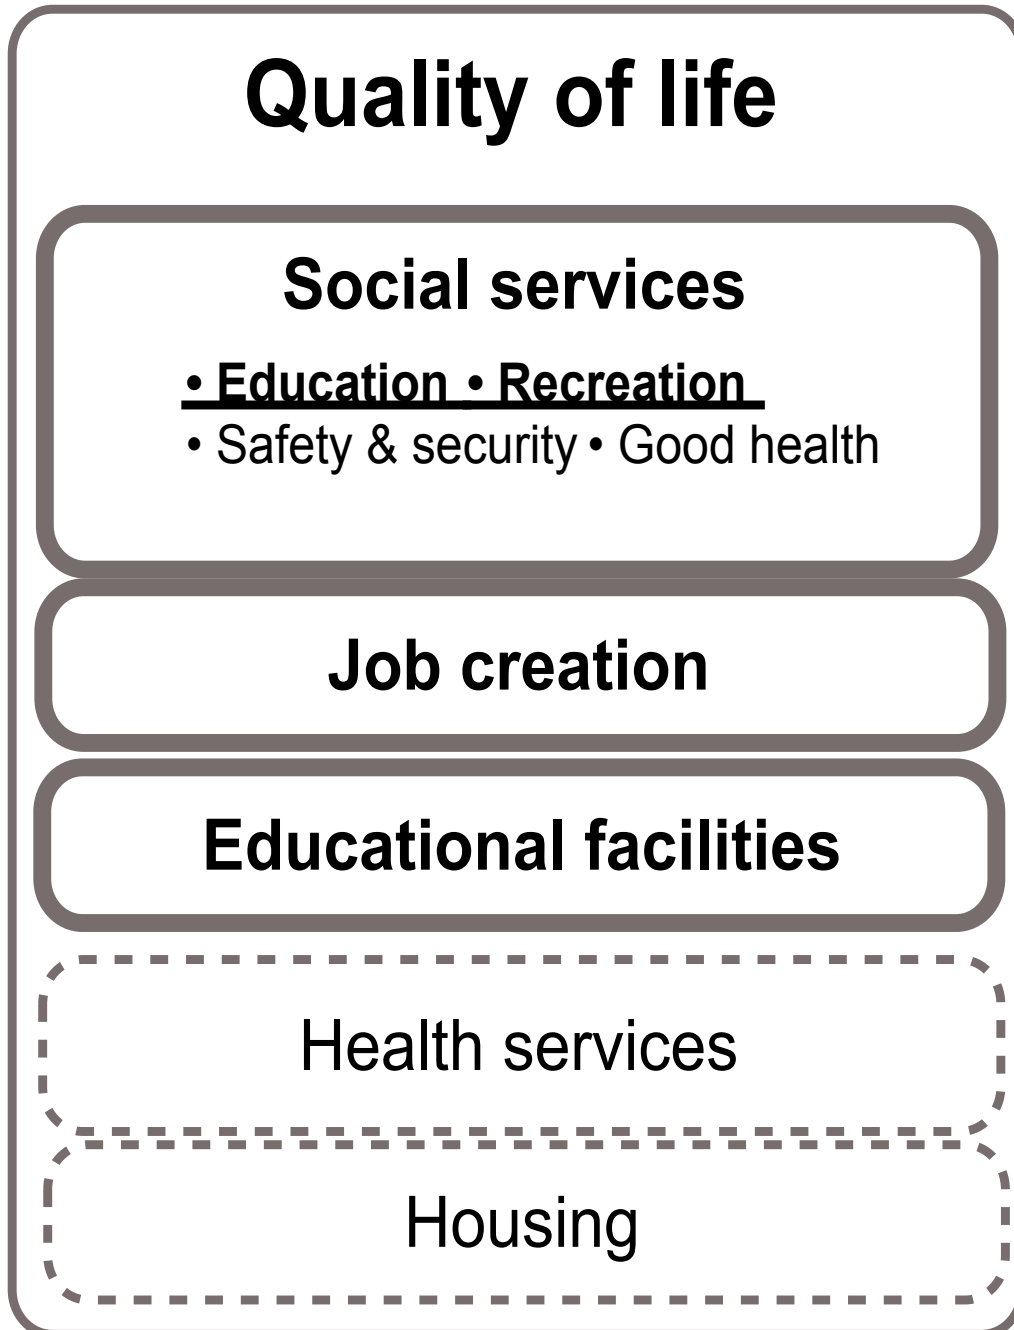 Quality of life
Social services
• Education • Recreation
• Safety & security • Good health
Job creation
Educational facilities
Health services
Housing